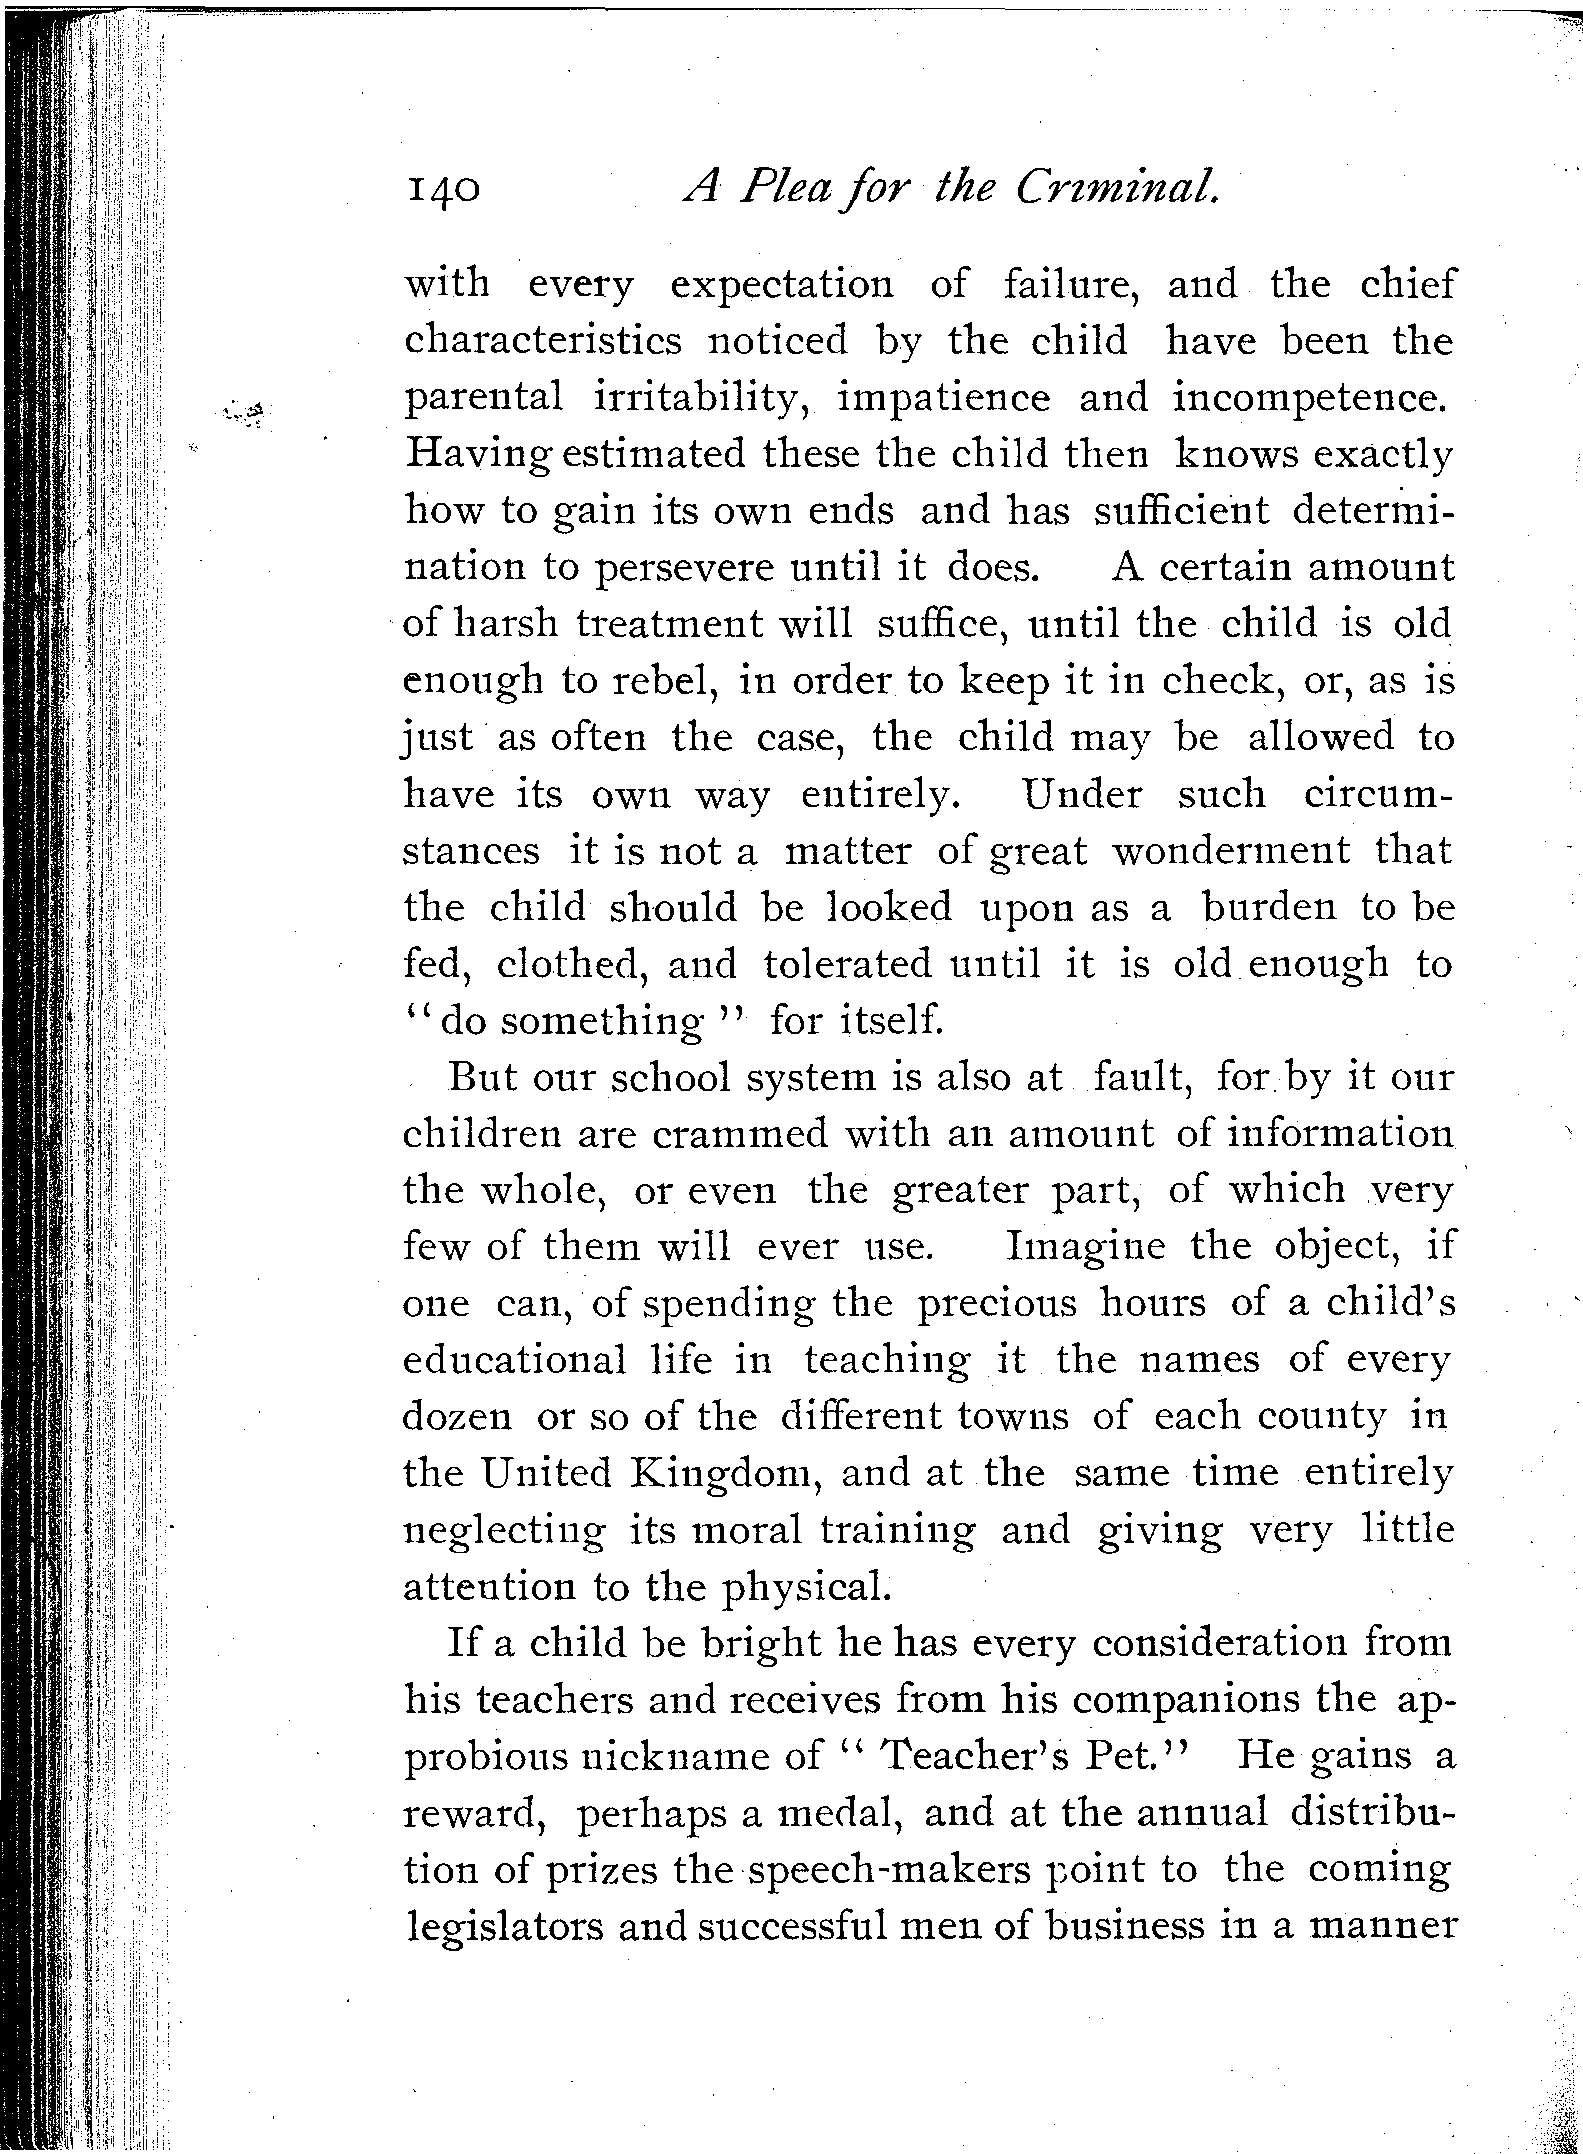 140 A Plea for the Criminal.
with every expectation of failure, and the chief
characteristics noticed by the child have been the
parental irritability, impatience and incompetence.
Having estimated these the child then knows exactly
how to gain its own ends and has sufficient determi-
nation to persevere until it does. A certain amount
of harsh treatment will suffice, until the child is old
enough to rebel, in order to keep it in check, or, as is
just as often the case, the child may be allowed to
have its own way entirely. Under such circum-
stances it is not a matter of great wonderment that
the child should be looked upon as a burden to be
fed, clothed, and tolerated until it is old enough to
"do something" for itself.
But our school system is also at fault, for by it our
children are crammed with an amount of information
the whole, or even the greater part, of which very
few of them will ever use. Imagine the object, if
one can, of spending the precious hours of a child's
educational life in teaching it the names of every
dozen or so of the different towns of each county in
the United Kingdom, and at the same time entirely
neglecting its moral training and giving very little
attention to the physical.
If a child be bright he has every consideration from
his teachers and receives from his companions the ap-
probious nickname of "Teacher's Pet." He gains a
reward, perhaps a medal, and at the annual distribu-
tion of prizes the speech-makers point to the coming
legislators and successful men of business in a manner